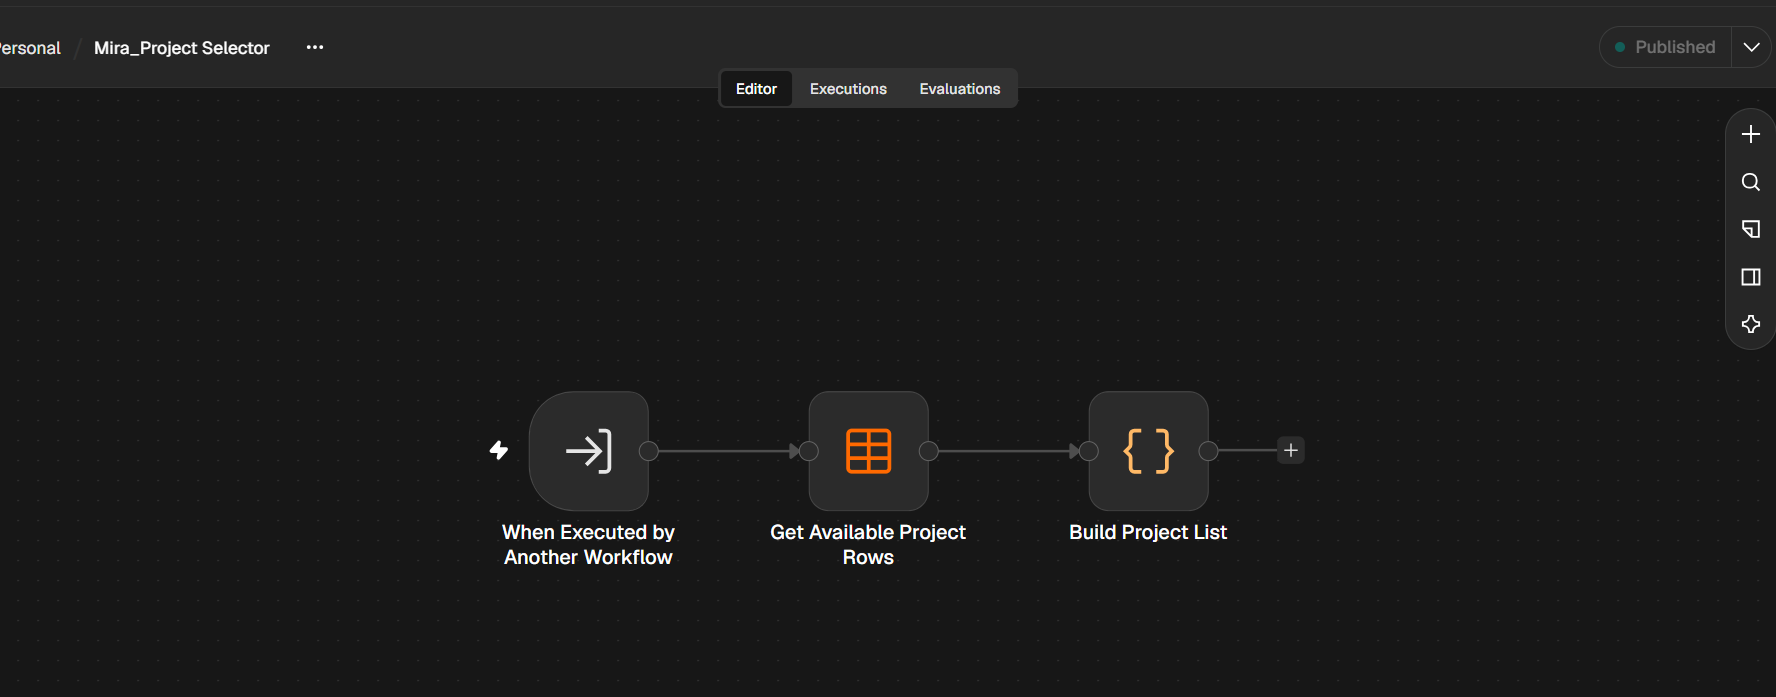 ersonal / Mira_Project Selector ...
Published
Editor Executions Evaluations
When Executed by
Another Workflow
Get Available Project
Rows
Build Project List